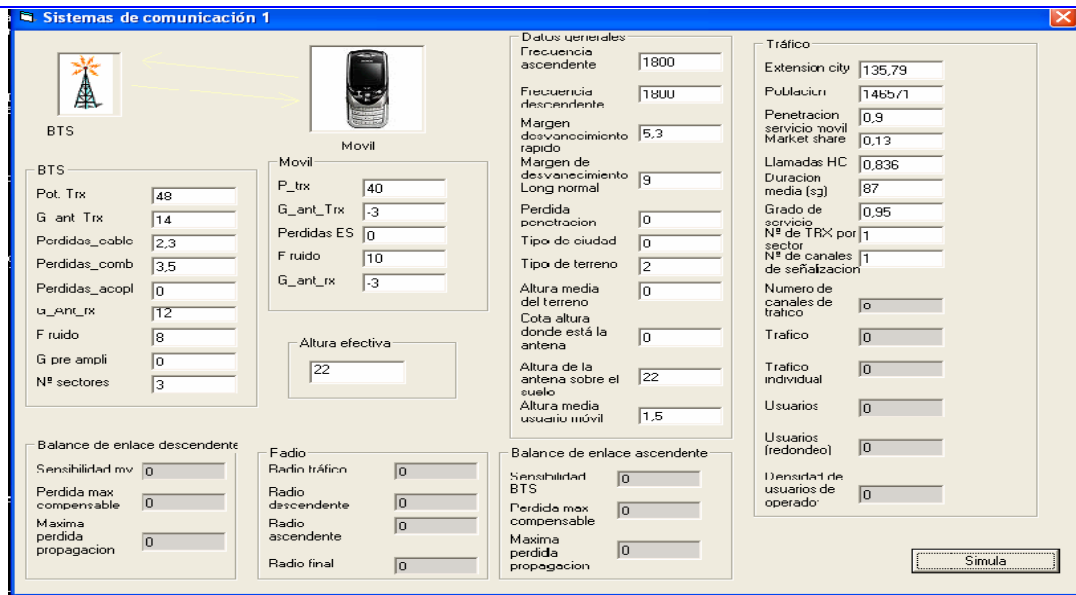 Sistemas de comunicación 1
BTS
Movil
BTS
Pot. Trx 48
G ant Trx 14
Perdidas_cable 2,3
Perdidas_comb 3,5
Perdidas_acopl 0
G_Ant_rx 12
F ruido 8
G pre ampli 0
Nº sectores 3
Movil
P_trx 40
G_ant_Trx -3
Perdidas ES 0
F ruido 10
G_ant_rx -3
Altura efectiva
22
Datos generales
Frecuencia
ascendente 1800
Frecuencia
descendente 1800
Margen
desvanecimiento
rapido 5,3
Margen de
desvanecimiento
Long normal 9
Perdida
penetracion 0
Tipo de ciudad 0
Tipo de terreno 2
Altura media
del terreno 0
Cota altura
donde está la
antena 0
Altura de la
antena sobre el
suelo 22
Altura media
usuario móvil 1,5
Tráfico
Extension city 135,79
Poblacion 146571
Penetracion
servicio movil 0,9
Market share 0,13
Llamadas HC 0,836
Duracion
media (sg) 87
Grado de
servicio 0,95
Nº de TRX por
sector 1
Nº de canales
de señalizacion 1
Numero de
canales de
trafico
Trafico 0
Trafico
individual 0
Usuarios 0
Usuarios
(redondeo) 0
Densidad de
usuarios de
operador 0
Balance de enlace descendente
Sensibilidad mv 0
Perdida max
compensable 0
Maxima
perdida
propagacion 0
Radio
Radio tráfico 0
Radio
descendente 0
Radio
ascendente 0
Radio final 0
Balance de enlace ascendente
Sensibilidad
BTS 0
Perdida max
compensable 0
Maxima
perdida
propagacion 0
Simula